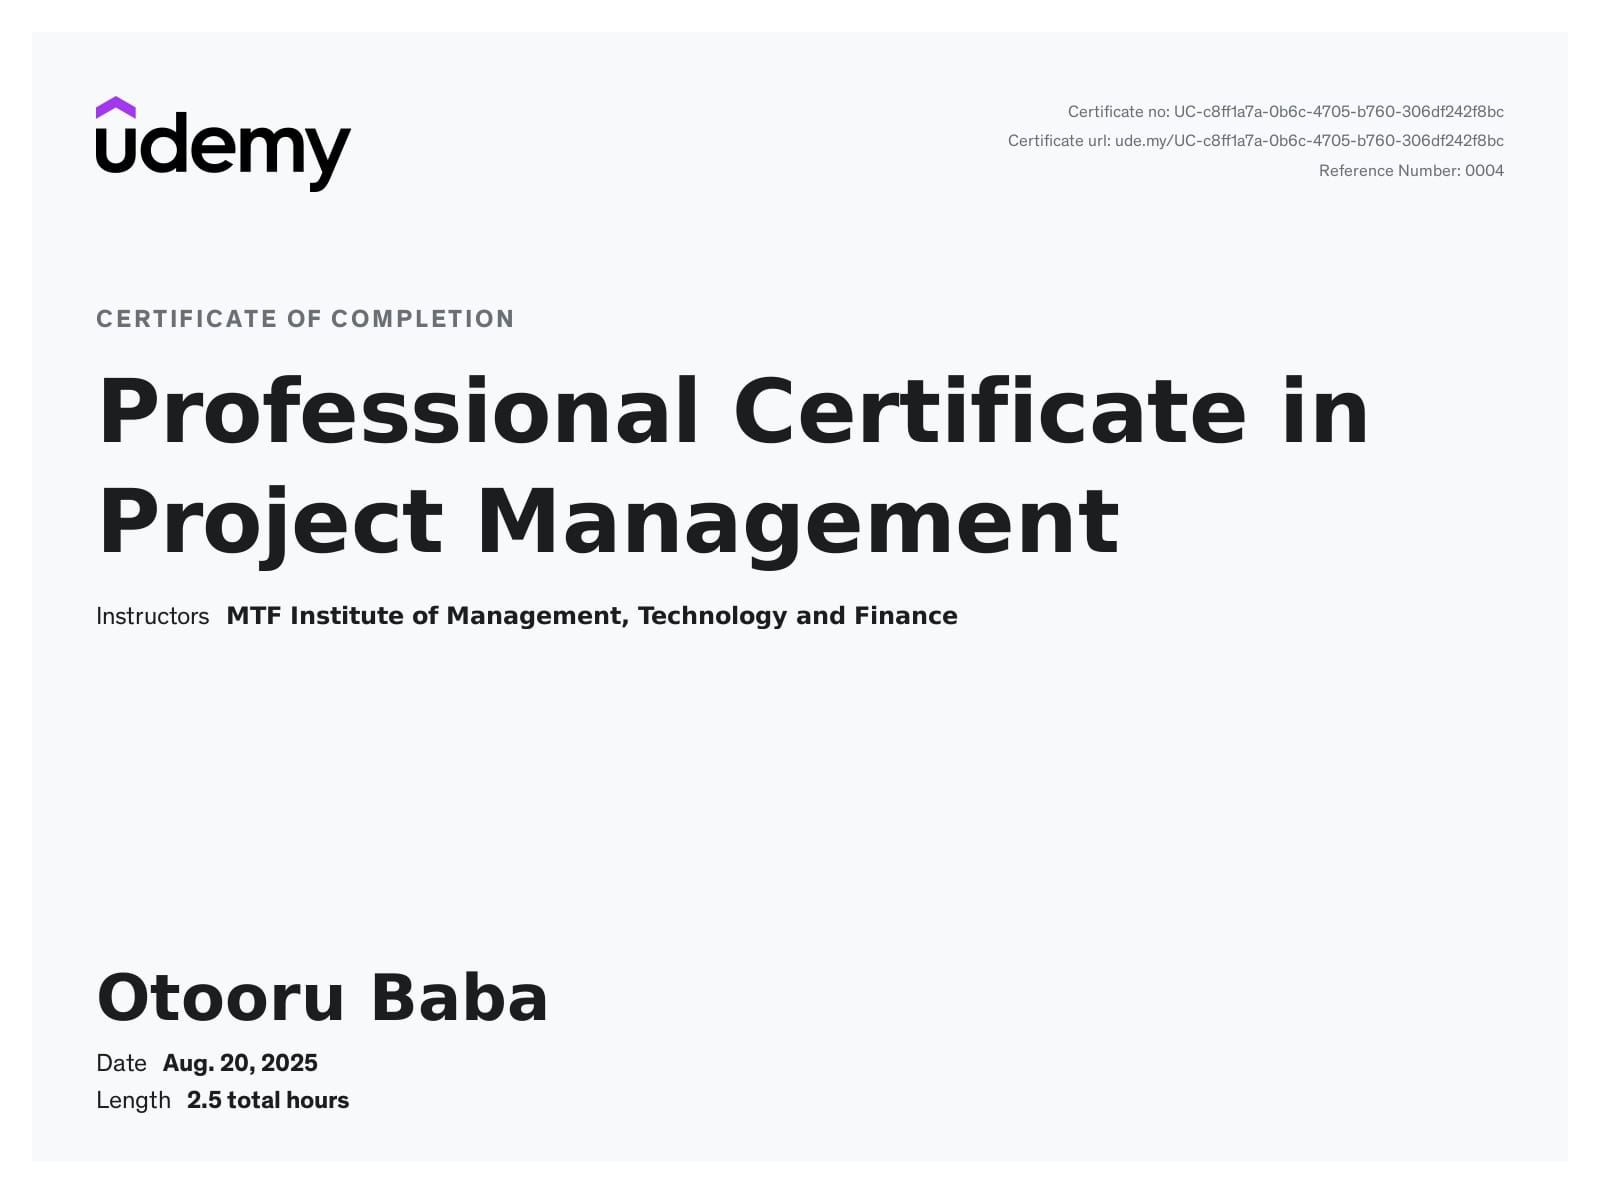 udemy
Certificate no: UC-c8ff1a7a-0b6c-4705-b760-306df242f8bc
Certificate url: ude.my/UC-c8ff1a7a-0b6c-4705-b760-306df242f8bc
Reference Number: 0004
CERTIFICATE OF COMPLETION
Professional Certificate in
Project Management
Instructors MTF Institute of Management, Technology and Finance
Otooru Baba
Date Aug. 20, 2025
Length 2.5 total hours